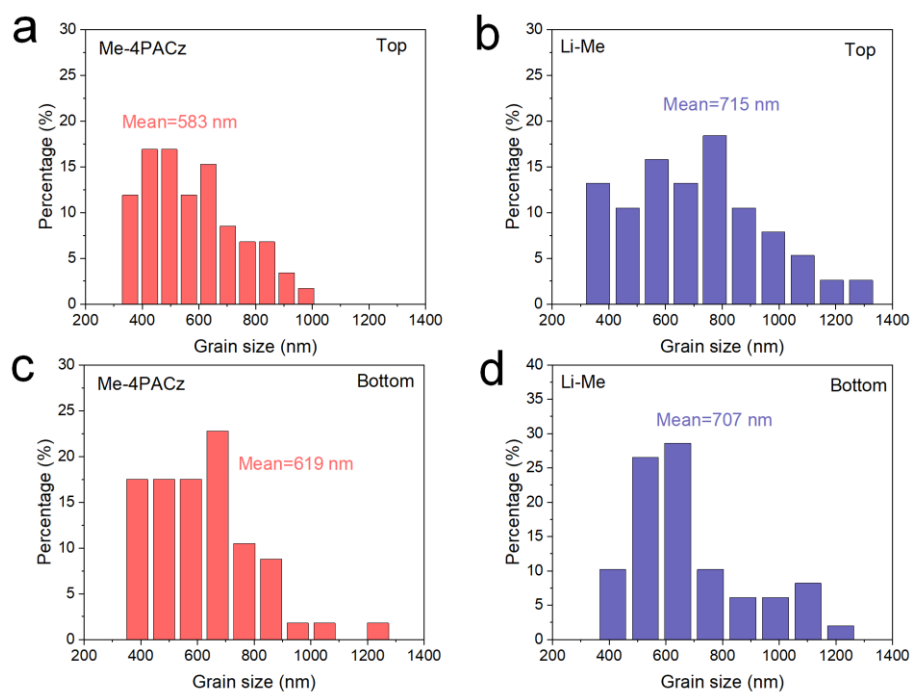 a
Me-4PACz
Top
Mean=583 nm
Percentage (%)
30
25
20
15
10
5
0
200 400 600 800 1000 1200 1400
Grain size (nm)
b
Li-Me
Top
Mean=715 nm
Percentage (%)
30
25
20
15
10
5
0
200 400 600 800 1000 1200 1400
Grain size (nm)
c
Me-4PACz
Bottom
Mean=619 nm
Percentage (%)
30
25
20
15
10
5
0
200 400 600 800 1000 1200 1400
Grain size (nm)
d
Li-Me
Bottom
Mean=707 nm
Percentage (%)
40
35
30
25
20
15
10
5
0
200 400 600 800 1000 1200 1400
Grain size (nm)